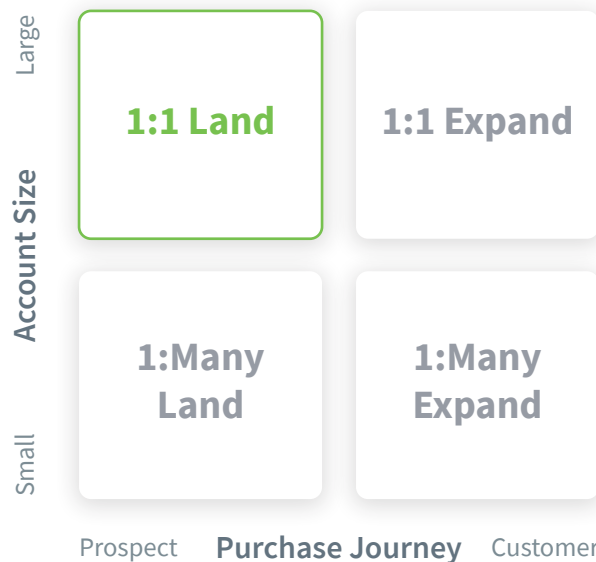 Large
Account Size
Small
1:1 Land
1:1 Expand
1:Many
Land
1:Many
Expand
Prospect
Purchase Journey
Customer